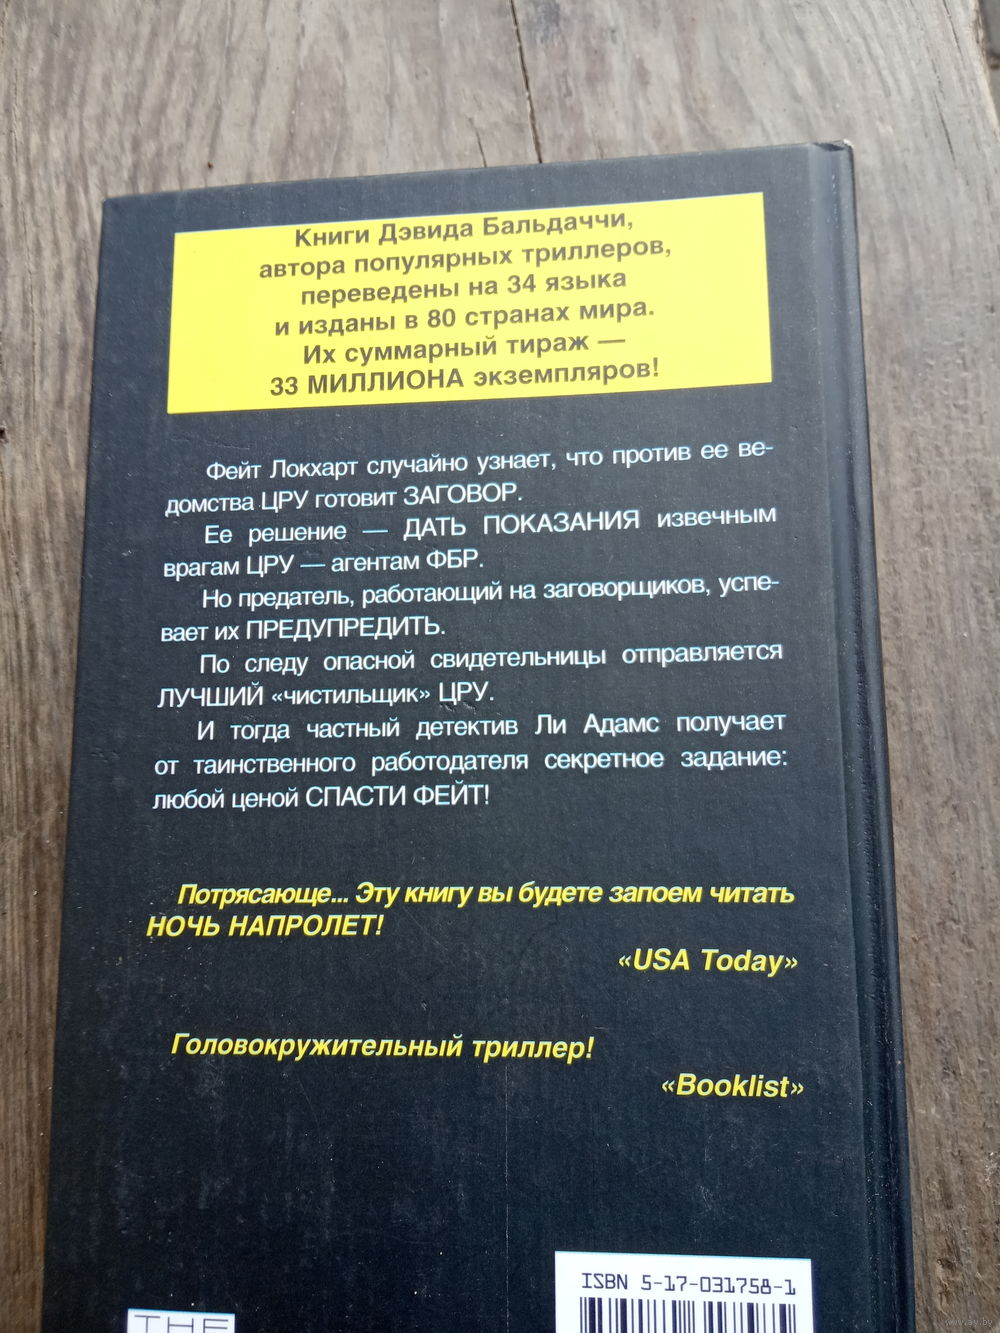 Книги Дэвида Бальдаччи,
автора популярных триллеров,
переведены на 34 языка
и изданы в 80 странах мира.
Их суммарный тираж —
33 МИЛЛИОНА экземпляров!
Фейт Локхарт случайно узнает, что против ее ве-
домства ЦРУ готовит ЗАГОВОР.
Ее решение — ДАТЬ ПОКАЗАНИЯ извечным
врагам ЦРУ — агентам ФБР.
Но предатель, работающий на заговорщиков, успе-
вает их ПРЕДУПРЕДИТЬ.
По следу опасной свидетельницы отправляется
ЛУЧШИЙ «чистильщик» ЦРУ.
И тогда частный детектив Ли Адамс получает
от таинственного работодателя секретное задание:
любой ценой СПАСТИ ФЕЙТ!
Потрясающе... Эту книгу вы будете запоем читать
НОЧЬ НАПРОЛЕТ!
«USA Today»
Головокружительный триллер!
«Booklist»
ISBN 5-17-031758-1
THE
www.ay.by